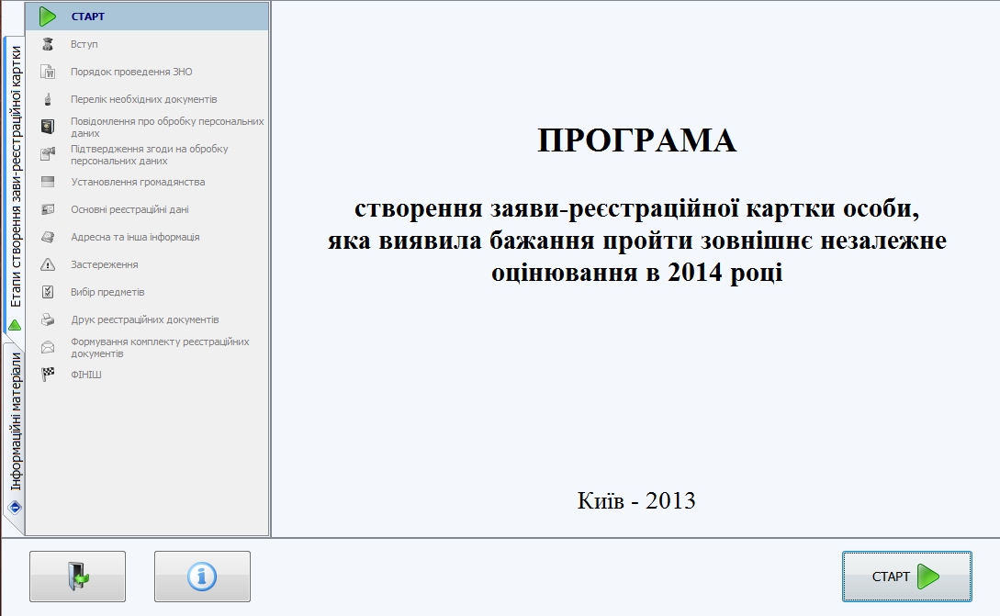 СТАРТ
Вступ
Порядок проведення ЗНО
Перелік необхідних документів
Повідомлення про обробку персональних
даних
Підтвердження згоди на обробку
персональних даних
Установлення громадянства
Основні реєстраційні дані
Адресна та інша інформація
Застереження
Вибір предметів
Друк реєстраційних документів
Формування комплекту реєстраційних
документів
ФІНІШ
Етапи створення зави-реєстраційної картки
Інформаційні матеріали
ПРОГРАМА
створення заяви-реєстраційної картки особи,
яка виявила бажання пройти зовнішнє незалежне
оцінювання в 2014 році
Київ - 2013
СТАРТ